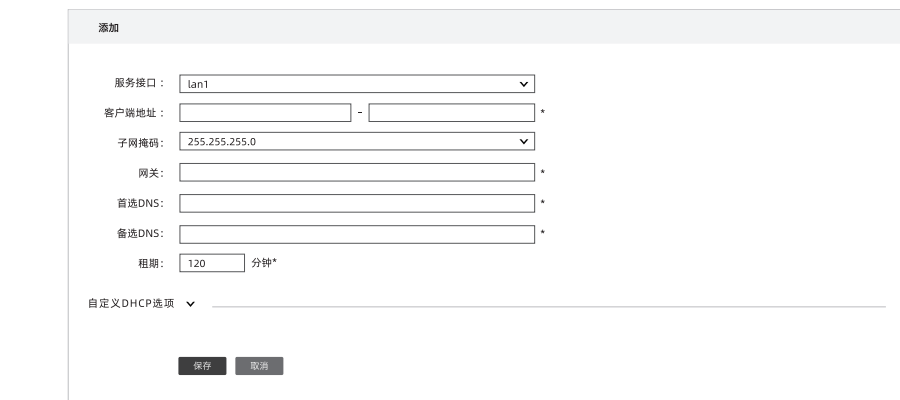 添加
服务接口： lan1
客户端地址： - *
子网掩码： 255.255.255.0
网关： *
首选DNS： *
备选DNS： *
租期： 120 分钟*
自定义DHCP选项
保存 取消